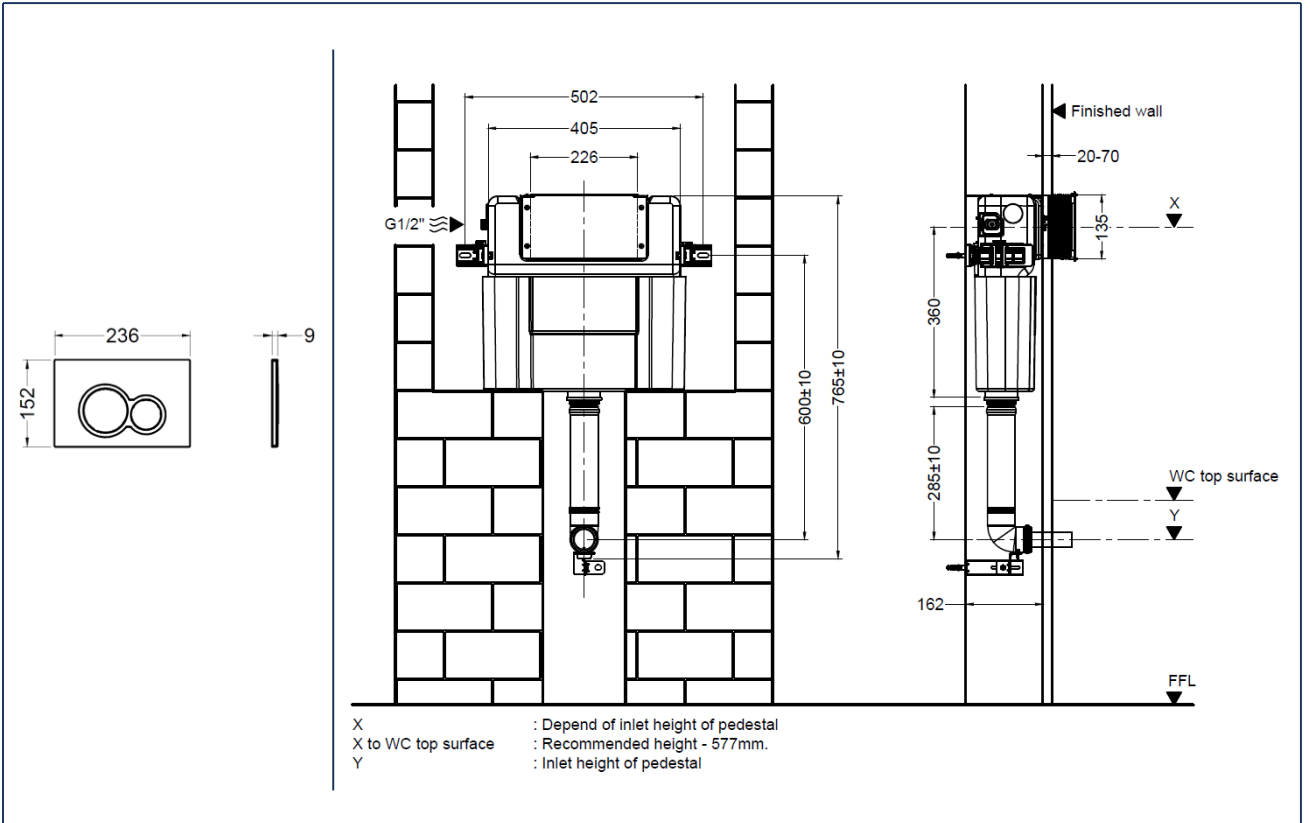 236
9
152
502
405
226
G1/2"
600±10
765±10
Finished wall
20-70
X
135
360
285±10
WC top surface
Y
162
FFL
X : Depend of inlet height of pedestal
X to WC top surface : Recommended height - 577mm.
Y : Inlet height of pedestal